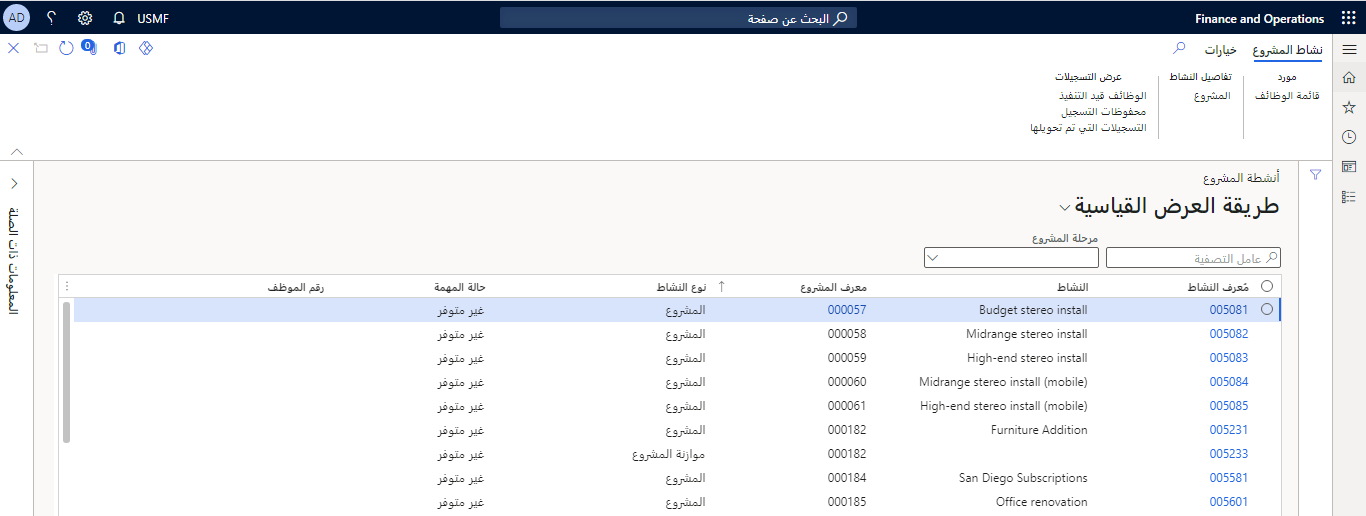 Finance and Operations
البحث عن صفحة
USMF
؟
AD
نشاط المشروع
خيارات
0
مورد
قائمة الوظائف
تفاصيل النشاط
المشروع
عرض التسجيلات
الوظائف قيد التنفيذ
محفوظات التسجيل
التسجيلات التي تم تحويلها
أنشطة المشروع
طريقة العرض القياسية
مرحلة المشروع
عامل التصفية
مُعرف النشاط النشاط معرف المشروع نوع النشاط حالة المهمة رقم الموظف
005081 Budget stereo install 000057 المشروع غير متوفر
005082 Midrange stereo install 000058 المشروع غير متوفر
005083 High-end stereo install 000059 المشروع غير متوفر
005084 Midrange stereo install (mobile) 000060 المشروع غير متوفر
005085 High-end stereo install (mobile) 000061 المشروع غير متوفر
005231 Furniture Addition 000182 المشروع غير متوفر
005233 000182 موازنة المشروع غير متوفر
005581 San Diego Subscriptions 000184 المشروع غير متوفر
005601 Office renovation 000185 المشروع غير متوفر
المعلومات ذات الصلة